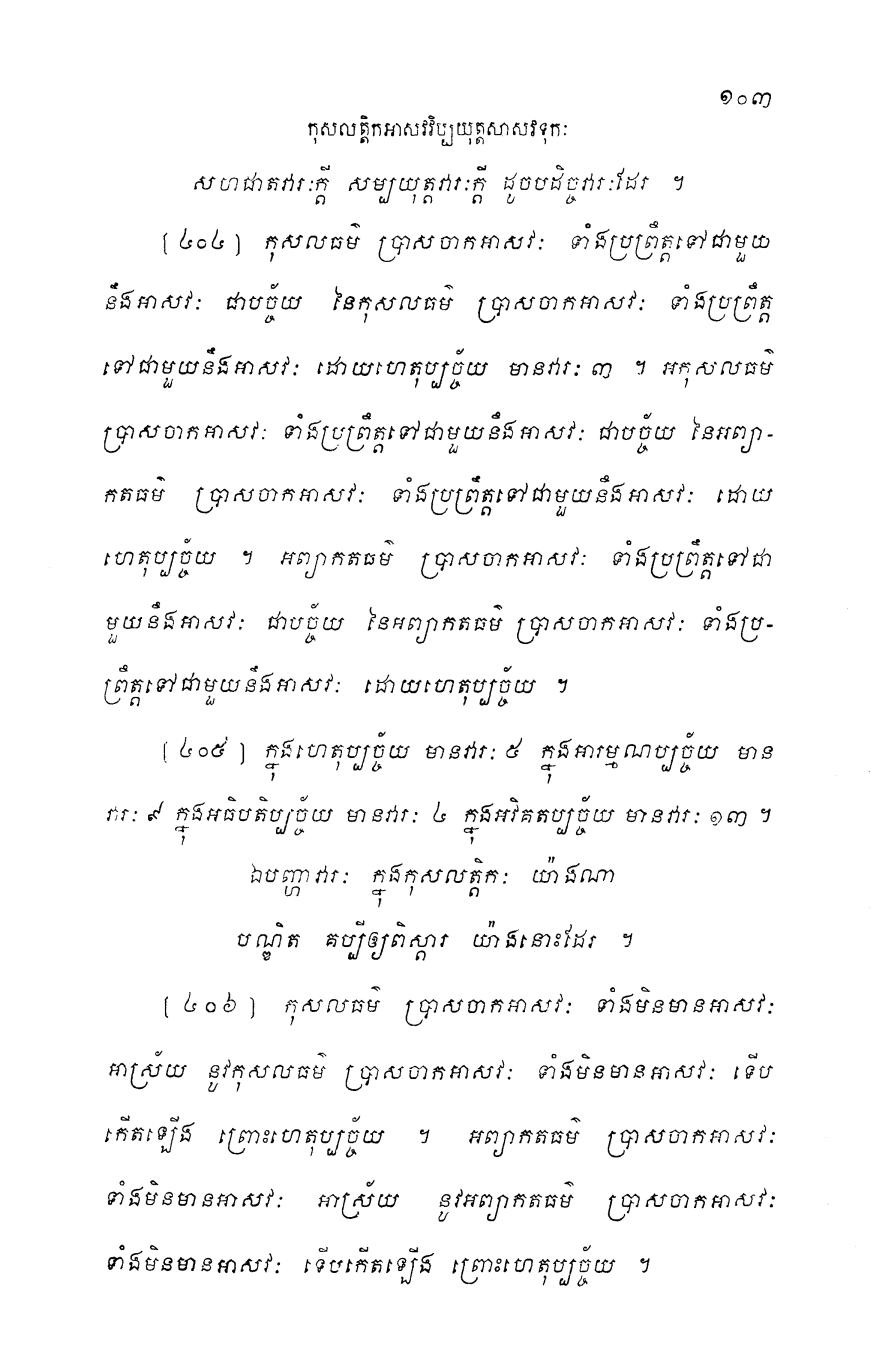 ១០៣
កុសលត្តិកអាសវវិប្បយុត្តសាសវទុកៈ
សហជាតវារៈក្តី សម្បយុត្តវារៈក្តី ដូចបដិច្ចវារៈដែរ ។
[ ៤០៤ ] កុសលធម៌ ប្រាសចាកអាសវៈ ទាំងប្រព្រឹត្តទៅជាមួយ
នឹងអាសវៈ ជាបច្ច័យ នៃកុសលធម៌ ប្រាសចាកអាសវៈ ទាំងប្រព្រឹត្ត
ទៅជាមួយនឹងអាសវៈ ដោយហេតុប្បច្ច័យ មានវារៈ ៣ ។ អកុសលធម៌
ប្រាសចាកអាសវៈ ទាំងប្រព្រឹត្តទៅជាមួយនឹងអាសវៈ ជាបច្ច័យ នៃអព្យា-
កតធម៌ ប្រាសចាកអាសវៈ ទាំងប្រព្រឹត្តទៅជាមួយនឹងអាសវៈ ដោយ
ហេតុប្បច្ច័យ ។ អព្យាកតធម៌ ប្រាសចាកអាសវៈ ទាំងប្រព្រឹត្តទៅជា
មួយនឹងអាសវៈ ជាបច្ច័យ នៃអព្យាកតធម៌ ប្រាសចាកអាសវៈ ទាំងប្រ-
ព្រឹត្តទៅជាមួយនឹងអាសវៈ ដោយហេតុប្បច្ច័យ ។
[ ៤០៥ ] ក្នុងហេតុប្បច្ច័យ មានវារៈ ៥ ក្នុងអារម្មណប្បច្ច័យ មាន
វារៈ ៩ ក្នុងអធិបតិប្បច្ច័យ មានវារៈ ៤ ក្នុងអវិគតប្បច្ច័យ មានវារៈ ១៣ ។
ឯបញ្ហាវារៈ ក្នុងកុសលត្តិកៈ យ៉ាងណា
បណ្ឌិត គប្បីឲ្យពិស្តារ យ៉ាងនោះដែរ ។
[ ៤០៦ ] កុសលធម៌ ប្រាសចាកអាសវៈ ទាំងមិនមានអាសវៈ
អាស្រ័យ នូវកុសលធម៌ ប្រាសចាកអាសវៈ ទាំងមិនមានអាសវៈ ទើប
កើតឡើង ព្រោះហេតុប្បច្ច័យ ។ អព្យាកតធម៌ ប្រាសចាកអាសវៈ
ទាំងមិនមានអាសវៈ អាស្រ័យ នូវអព្យាកតធម៌ ប្រាសចាកអាសវៈ
ទាំងមិនមានអាសវៈ ទើបកើតឡើង ព្រោះហេតុប្បច្ច័យ ។